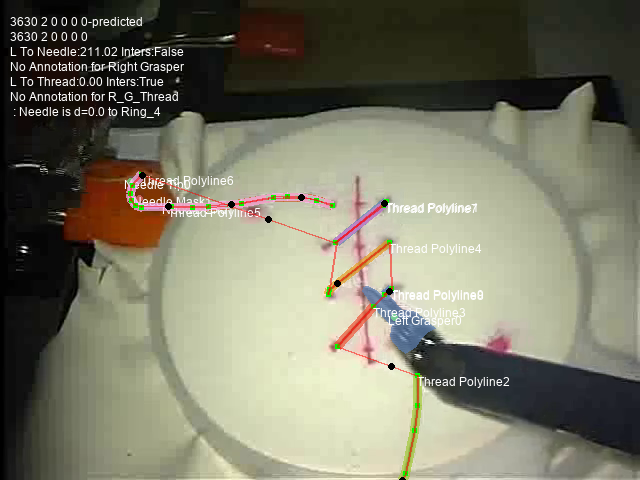 3630 2 0 0 0 0-predicted
3630 2 0 0 0 0
L To Needle:211.02 Inters:False
No Annotation for Right Grasper
L To Thread:0.00 Inters:True
No Annotation for R_G_Thread
: Needle is d=0.0 to Ring_4
Thread Polyline6
Needle Tip
Needle Mask
Thread Polyline5
Thread Polyline7
Thread Polyline4
Thread Polyline9
Thread Polyline3
Left Grasper0
Thread Polyline2